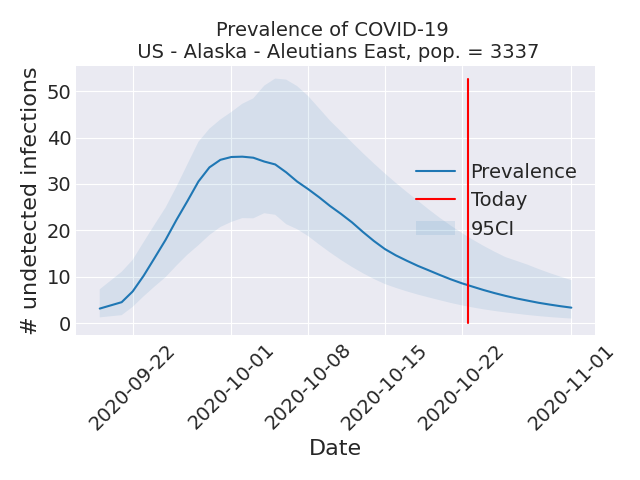 Prevalence of COVID-19
US - Alaska - Aleutians East, pop. = 3337
# undetected infections
50
40
30
20
10
0
Prevalence
Today
95CI
2020-09-22
2020-10-01
2020-10-08
2020-10-15
2020-10-22
2020-11-01
Date